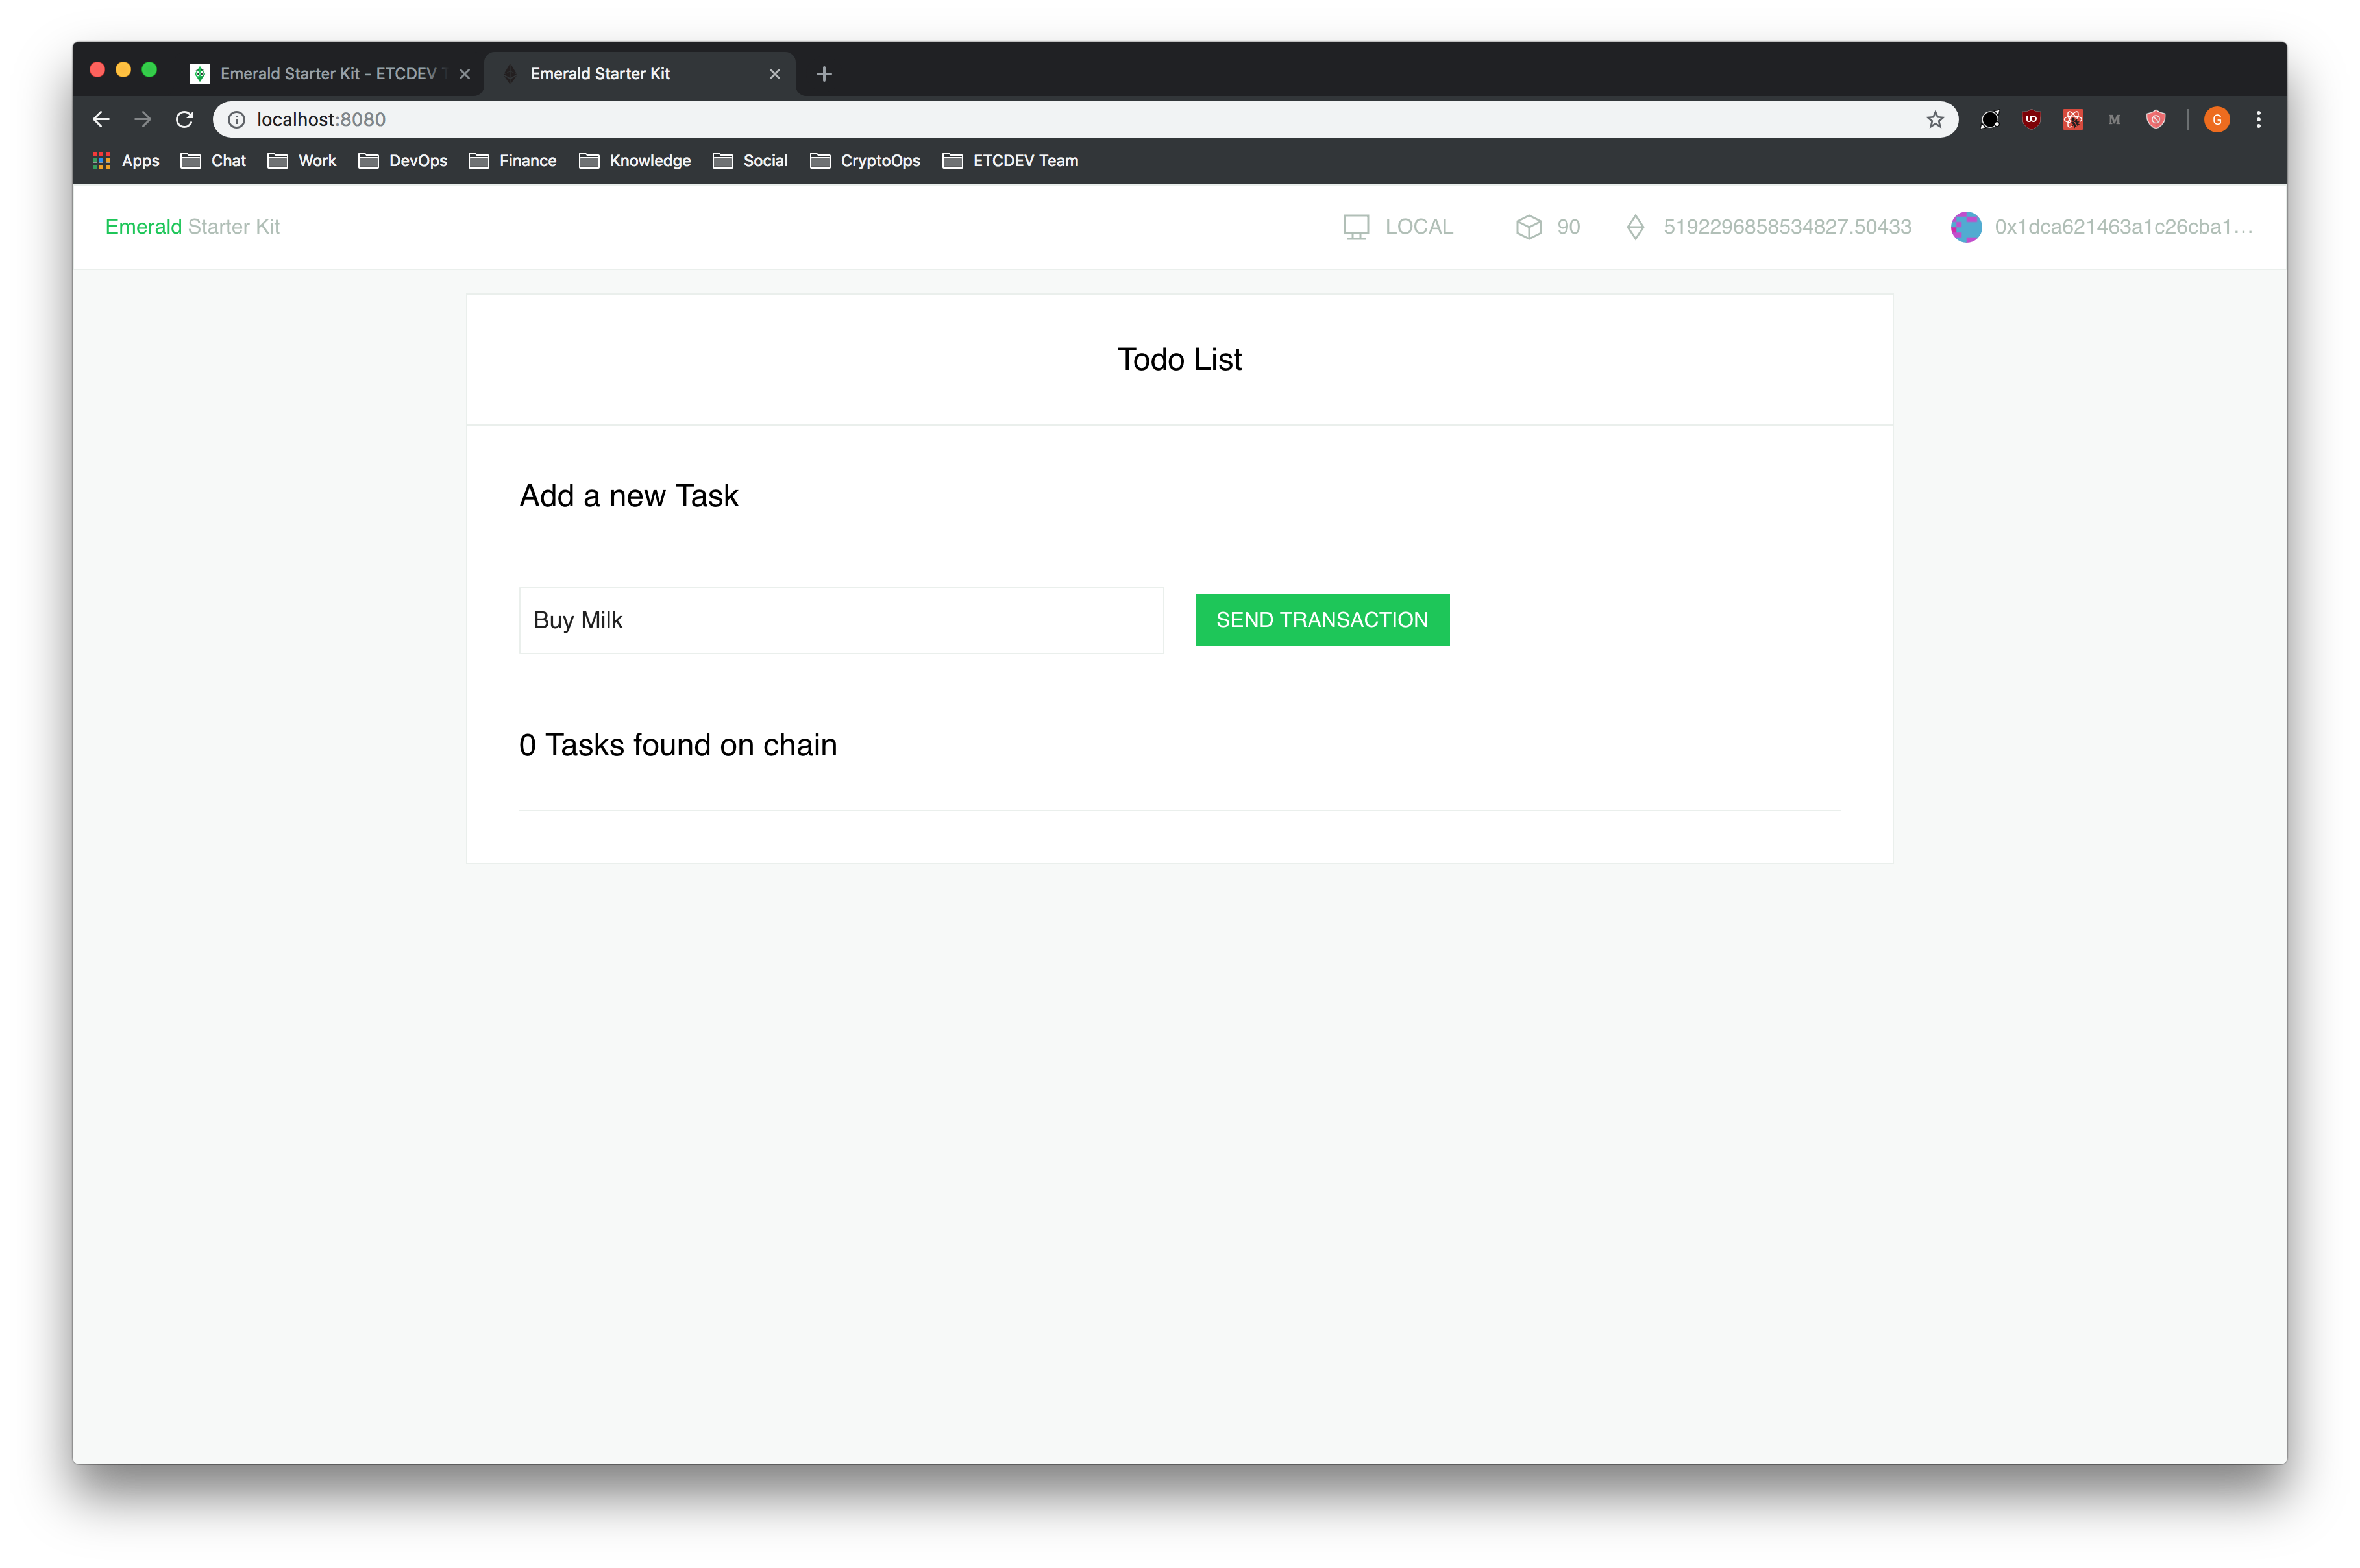 Emerald Starter Kit - ETCDEV
Emerald Starter Kit
localhost:8080
Apps Chat Work DevOps Finance Knowledge Social CryptoOps ETCDEV Team
Emerald Starter Kit
LOCAL 90 5192296858534827.50433 0x1dca621463a1c26cba1...
Todo List
Add a new Task
Buy Milk
SEND TRANSACTION
0 Tasks found on chain
G
M